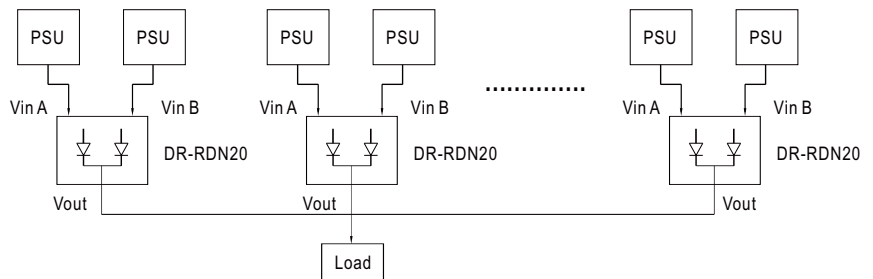 PSU PSU PSU PSU PSU PSU
Vin A Vin B Vin A Vin B Vin A Vin B
DR-RDN20 DR-RDN20 DR-RDN20
Vout Vout Vout
Load